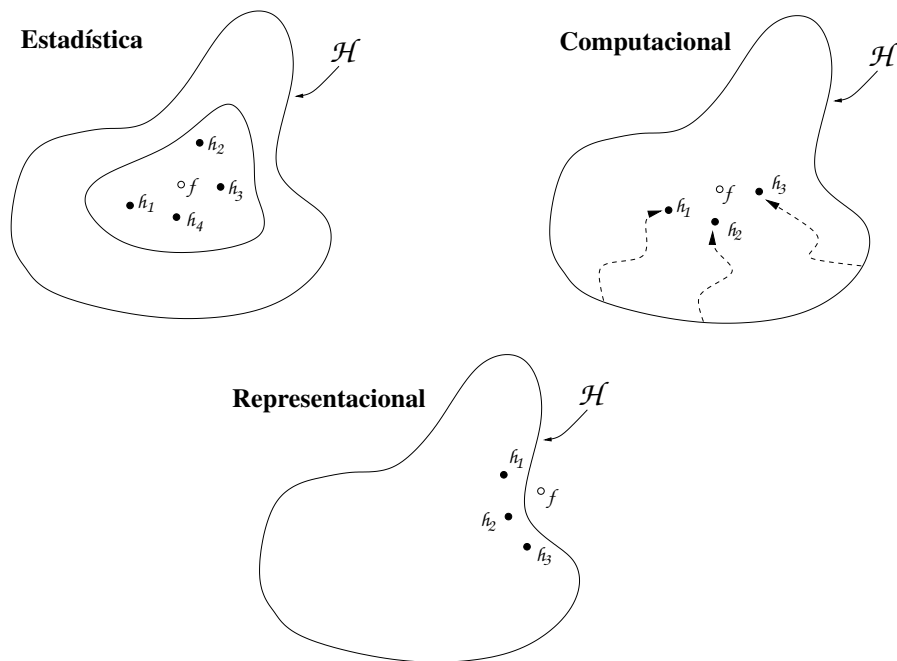 Estadística
H
h2
f
h3
h1
h4
Computacional
H
h3
f
h1
h2
Representacional
H
h1
f
h2
h3